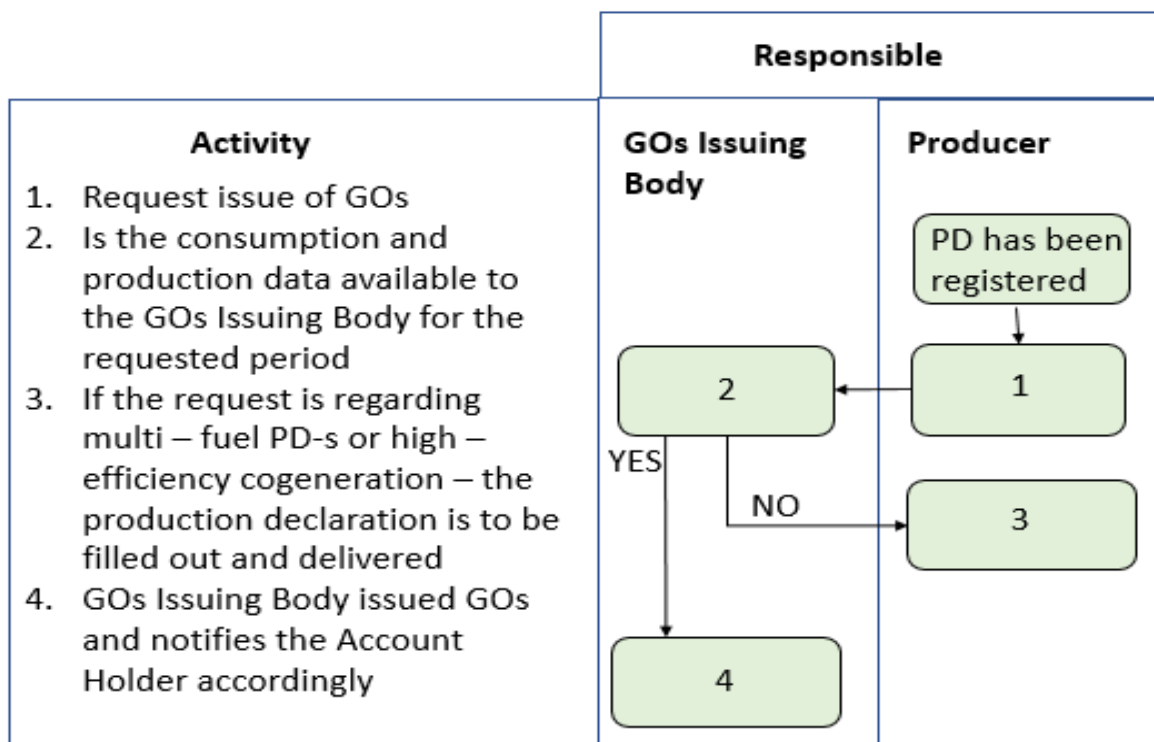 Responsible
Activity
GOs Issuing
Body
Producer
1. Request issue of GOs
2. Is the consumption and
production data available to
the GOs Issuing Body for the
requested period
3. If the request is regarding
multi – fuel PD-s or high –
efficiency cogeneration – the
production declaration is to be
filled out and delivered
4. GOs Issuing Body issued GOs
and notifies the Account
Holder accordingly
PD has been
registered
1
2
YES
NO
3
4